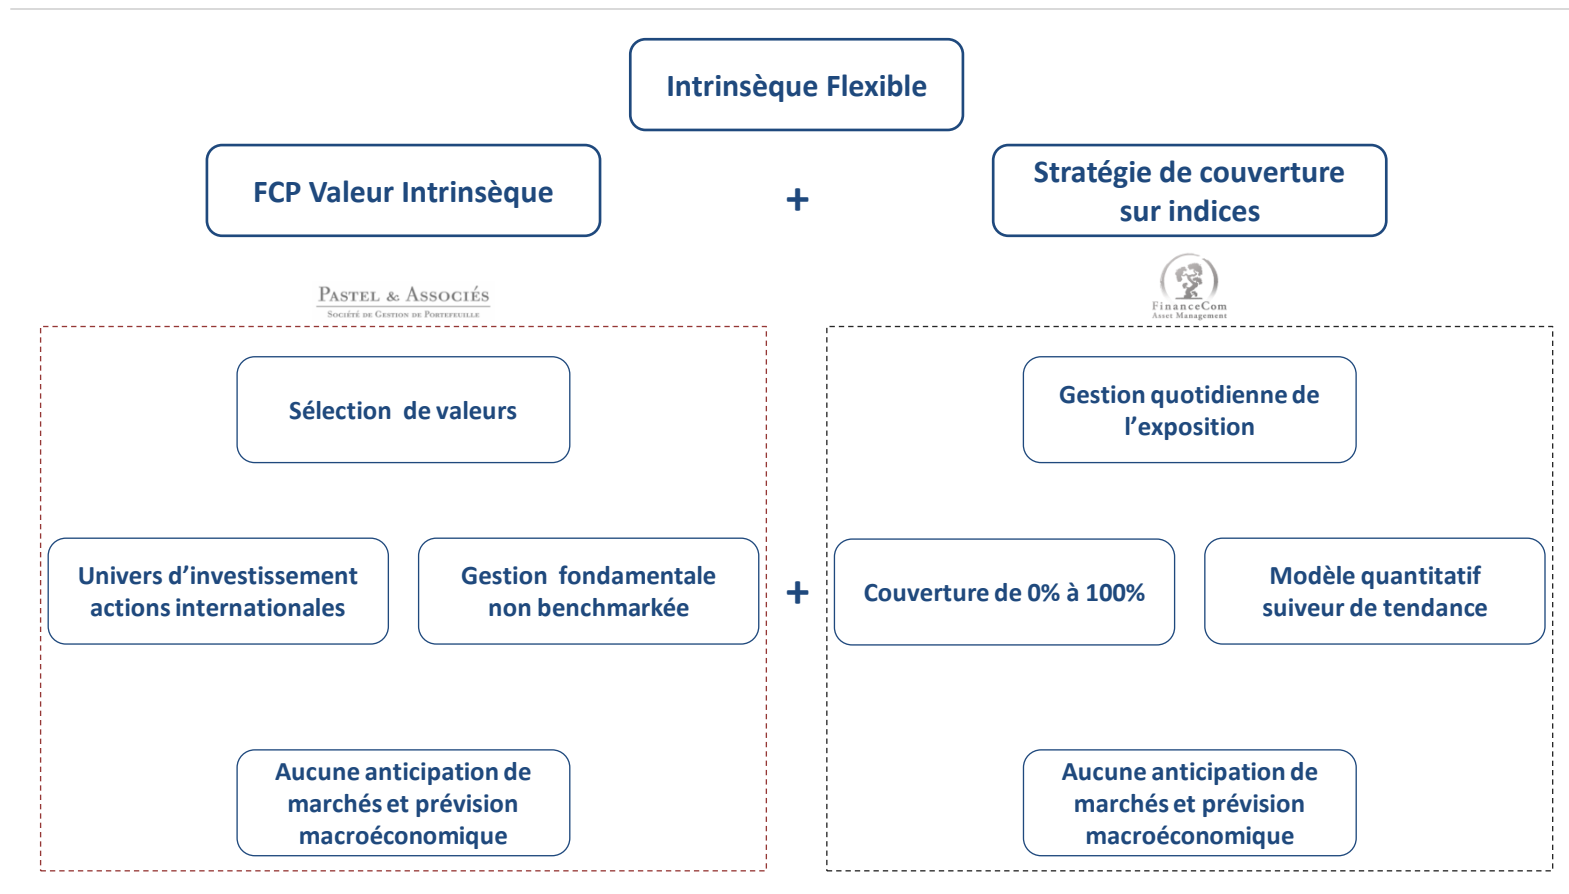 Intrinsèque Flexible
FCP Valeur Intrinsèque
+
Stratégie de couverture
sur indices
PASTEL & ASSOCIÉS
SOCIÉTÉ DE GESTION DE PORTEFEUILLE
FinanceCom
Asset Management
Sélection de valeurs
Gestion quotidienne de
l’exposition
Univers d’investissement
actions internationales
Gestion fondamentale
non benchmarkée
+
Couverture de 0% à 100%
Modèle quantitatif
suiveur de tendance
Aucune anticipation de
marchés et prévision
macroéconomique
Aucune anticipation de
marchés et prévision
macroéconomique